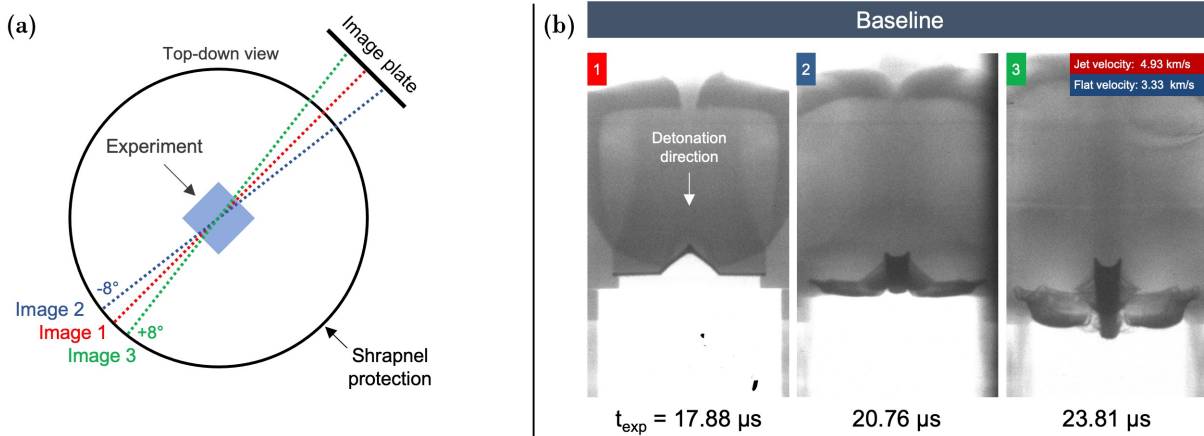 (a)
Top-down view
Image plate
Experiment
-8°
Image 2
Image 1
+8°
Image 3
Shrapnel
protection
(b)
Baseline
1
Detonation
direction
2
3
Jet velocity: 4.93 km/s
Flat velocity: 3.33 km/s
t_exp = 17.88 µs
20.76 µs
23.81 µs